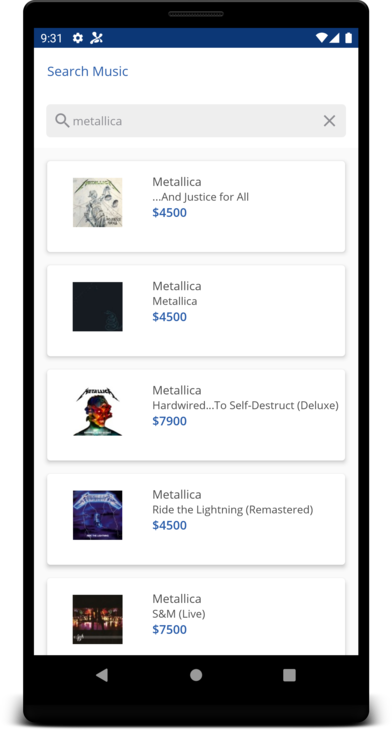 9:31
Search Music
metallica
Metallica
...And Justice for All
$4500
Metallica
Metallica
$4500
METALLICA
Metallica
Hardwired...To Self-Destruct (Deluxe)
$7900
Metallica
Ride the Lightning (Remastered)
$4500
Metallica
S&M (Live)
$7500